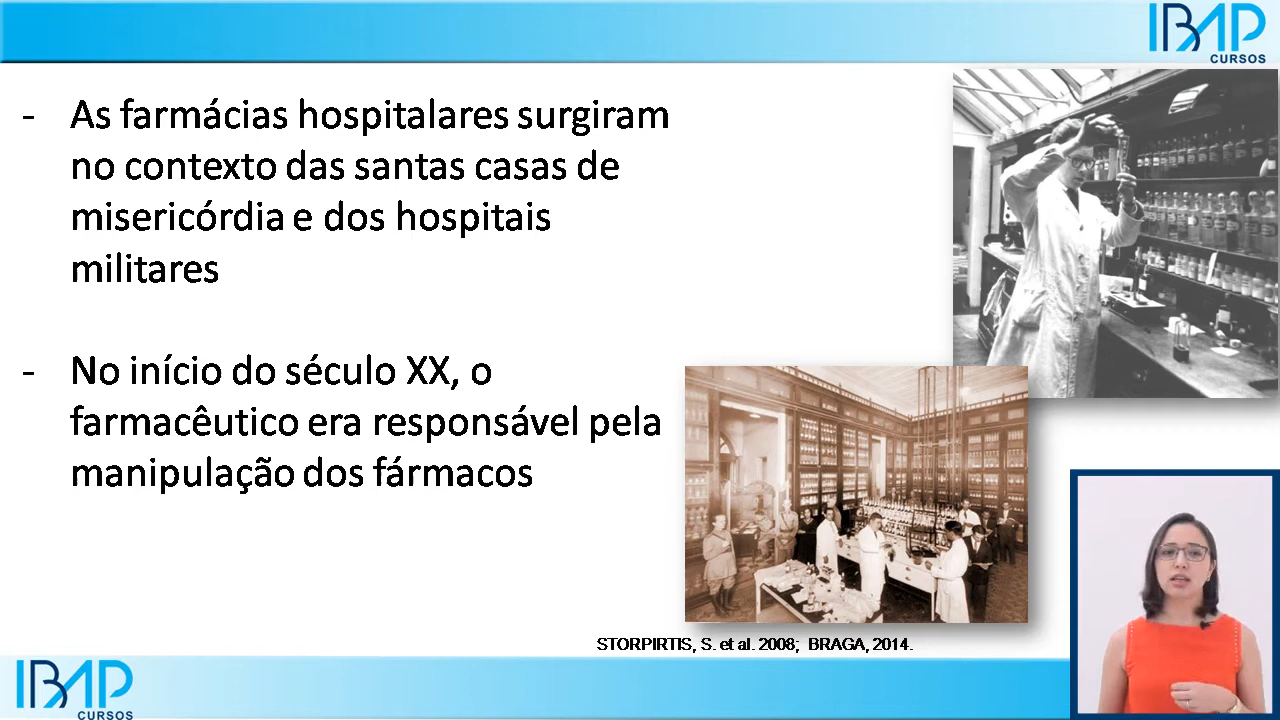 IBAP
CURSOS
- As farmácias hospitalares surgiram
no contexto das santas casas de
misericórdia e dos hospitais
militares
- No início do século XX, o
farmacêutico era responsável pela
manipulação dos fármacos
STORPIRTIS, S. et al. 2008; BRAGA, 2014.
IBAP
CURSOS